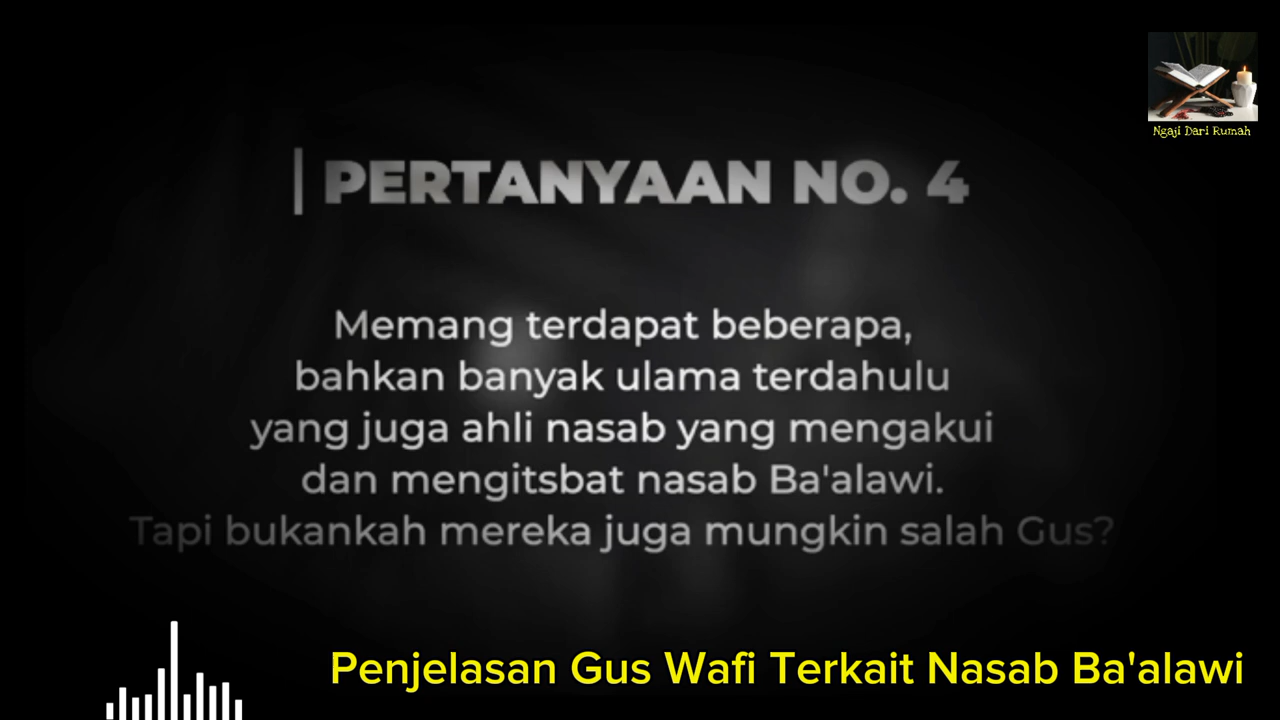 Ngaji Dari Rumah
| PERTANYAAN NO. 4
Memang terdapat beberapa,
bahkan banyak ulama terdahulu
yang juga ahli nasab yang mengakui
dan mengitsbat nasab Ba'alawi.
Tapi bukankah mereka juga mungkin salah Gus?
Penjelasan Gus Wafi Terkait Nasab Ba'alawi